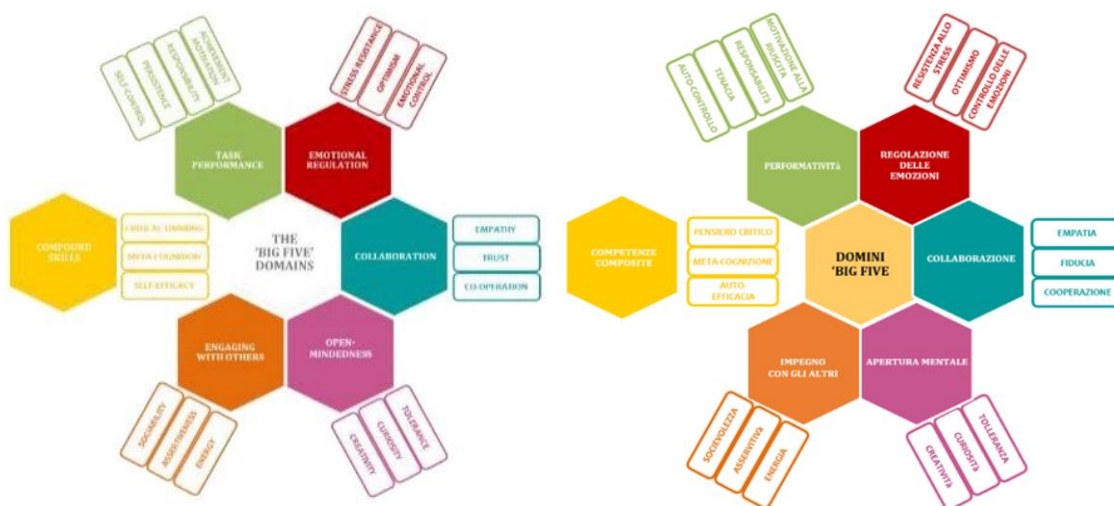 SELF-CONTROL
PERSISTENCE
RESPONSIBILITY
ACHIEVEMENT
MOTIVATION
STRESS RESISTANCE
OPTIMISM
EMOTIONAL
CONTROL
TASK
PERFORMANCE
EMOTIONAL
REGULATION
COMPOUND
SKILLS
CRITICAL THINKING
META-COGNITION
SELF-EFFICACY
THE
'BIG FIVE'
DOMAINS
COLLABORATION
EMPATHY
TRUST
CO-OPERATION
ENGAGING
WITH OTHERS
OPEN-
MINDEDNESS
SOCIABILITY
ASSERTIVENESS
ENERGY
CREATIVITY
CURIOSITY
TOLERANCE
AUTO-CONTROLLO
TENACIA
RESPONSABILITà
MOTIVAZIONE ALLA
RIUSCITA
RESISTENZA ALLO
STRESS
OTTIMISMO
CONTROLLO DELLE
EMOZIONI
PERFORMATIVITà
REGOLAZIONE
DELLE
EMOZIONI
COMPETENZE
COMPOSITE
PENSIERO CRITICO
META-COGNIZIONE
AUTO-
EFFICACIA
DOMINI
'BIG FIVE
COLLABORAZIONE
EMPATIA
FIDUCIA
COOPERAZIONE
IMPEGNO
CON GLI ALTRI
APERTURA MENTALE
SOCIEVOLEZZA
ASSERVITIVà
ENERGIA
CREATIVITà
CURIOSITà
TOLLERANZA